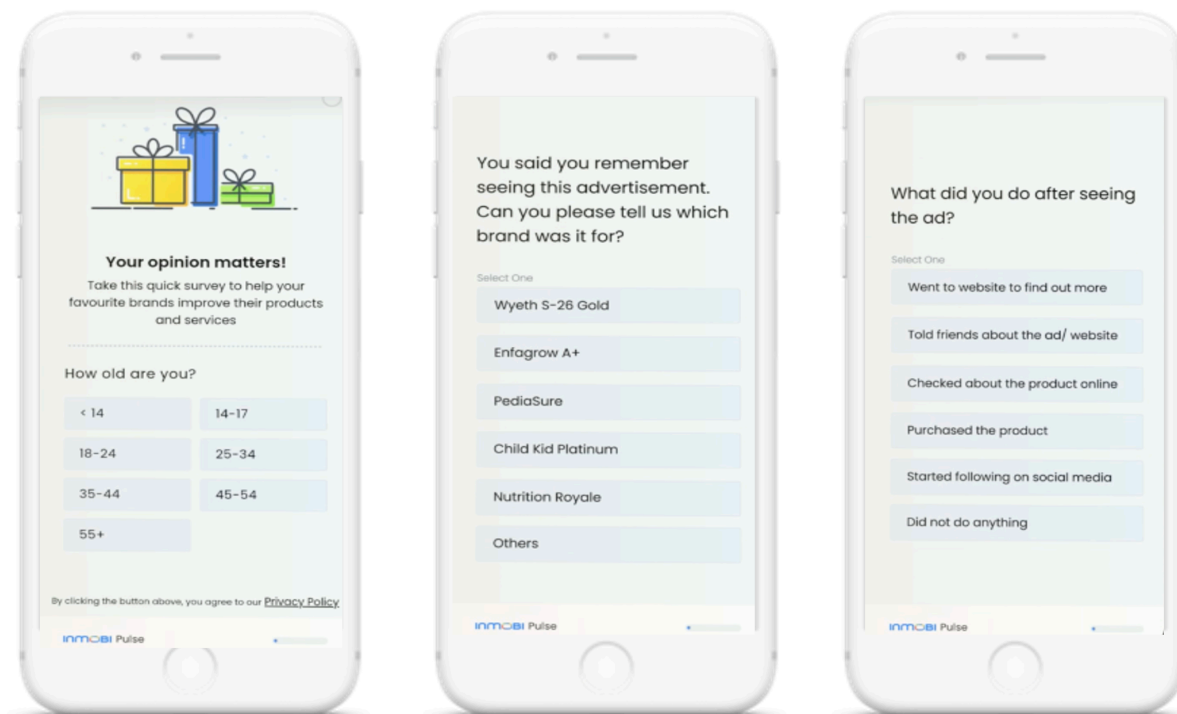 Your opinion matters!
Take this quick survey to help your
favourite brands improve their products
and services
How old are you?
< 14
14-17
18-24
25-34
35-44
45-54
55+
By clicking the button above, you agree to our Privacy Policy
INMOBI Pulse
You said you remember
seeing this advertisement.
Can you please tell us which
brand was it for?
Select One
Wyeth S-26 Gold
Enfagrow A+
PediaSure
Child Kid Platinum
Nutrition Royale
Others
INMOBI Pulse
What did you do after seeing
the ad?
Select One
Went to website to find out more
Told friends about the ad/ website
Checked about the product online
Purchased the product
Started following on social media
Did not do anything
INMOBI Pulse